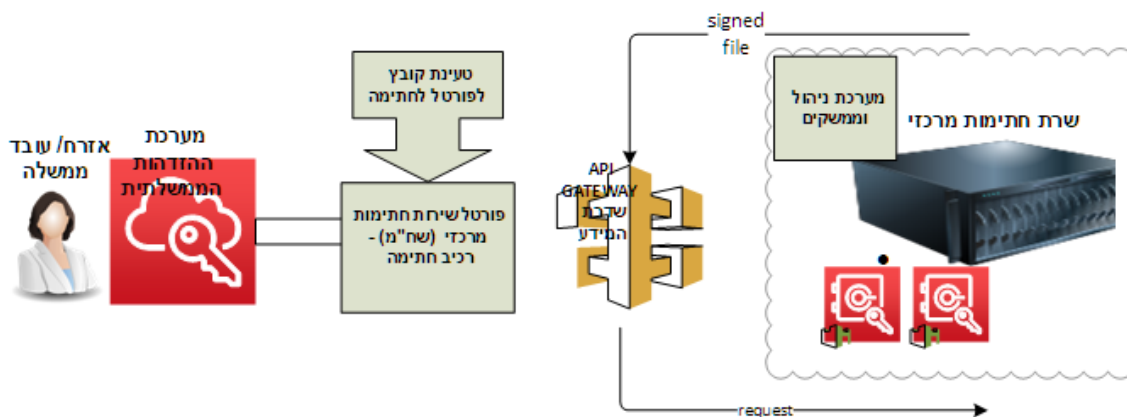 אזרח/ עובד
ממשלה
מערכת
ההזדהות
הממשלתית
טעינת קובץ
לפורטל לחתימה
פורטל שירות חתימות
מרכזי (שח"מ) -
רכיב חתימה
signed
file
API
GATEWAY
שדרת
המידע
מערכת ניהול
וממשקים
שרת חתימות מרכזי
request